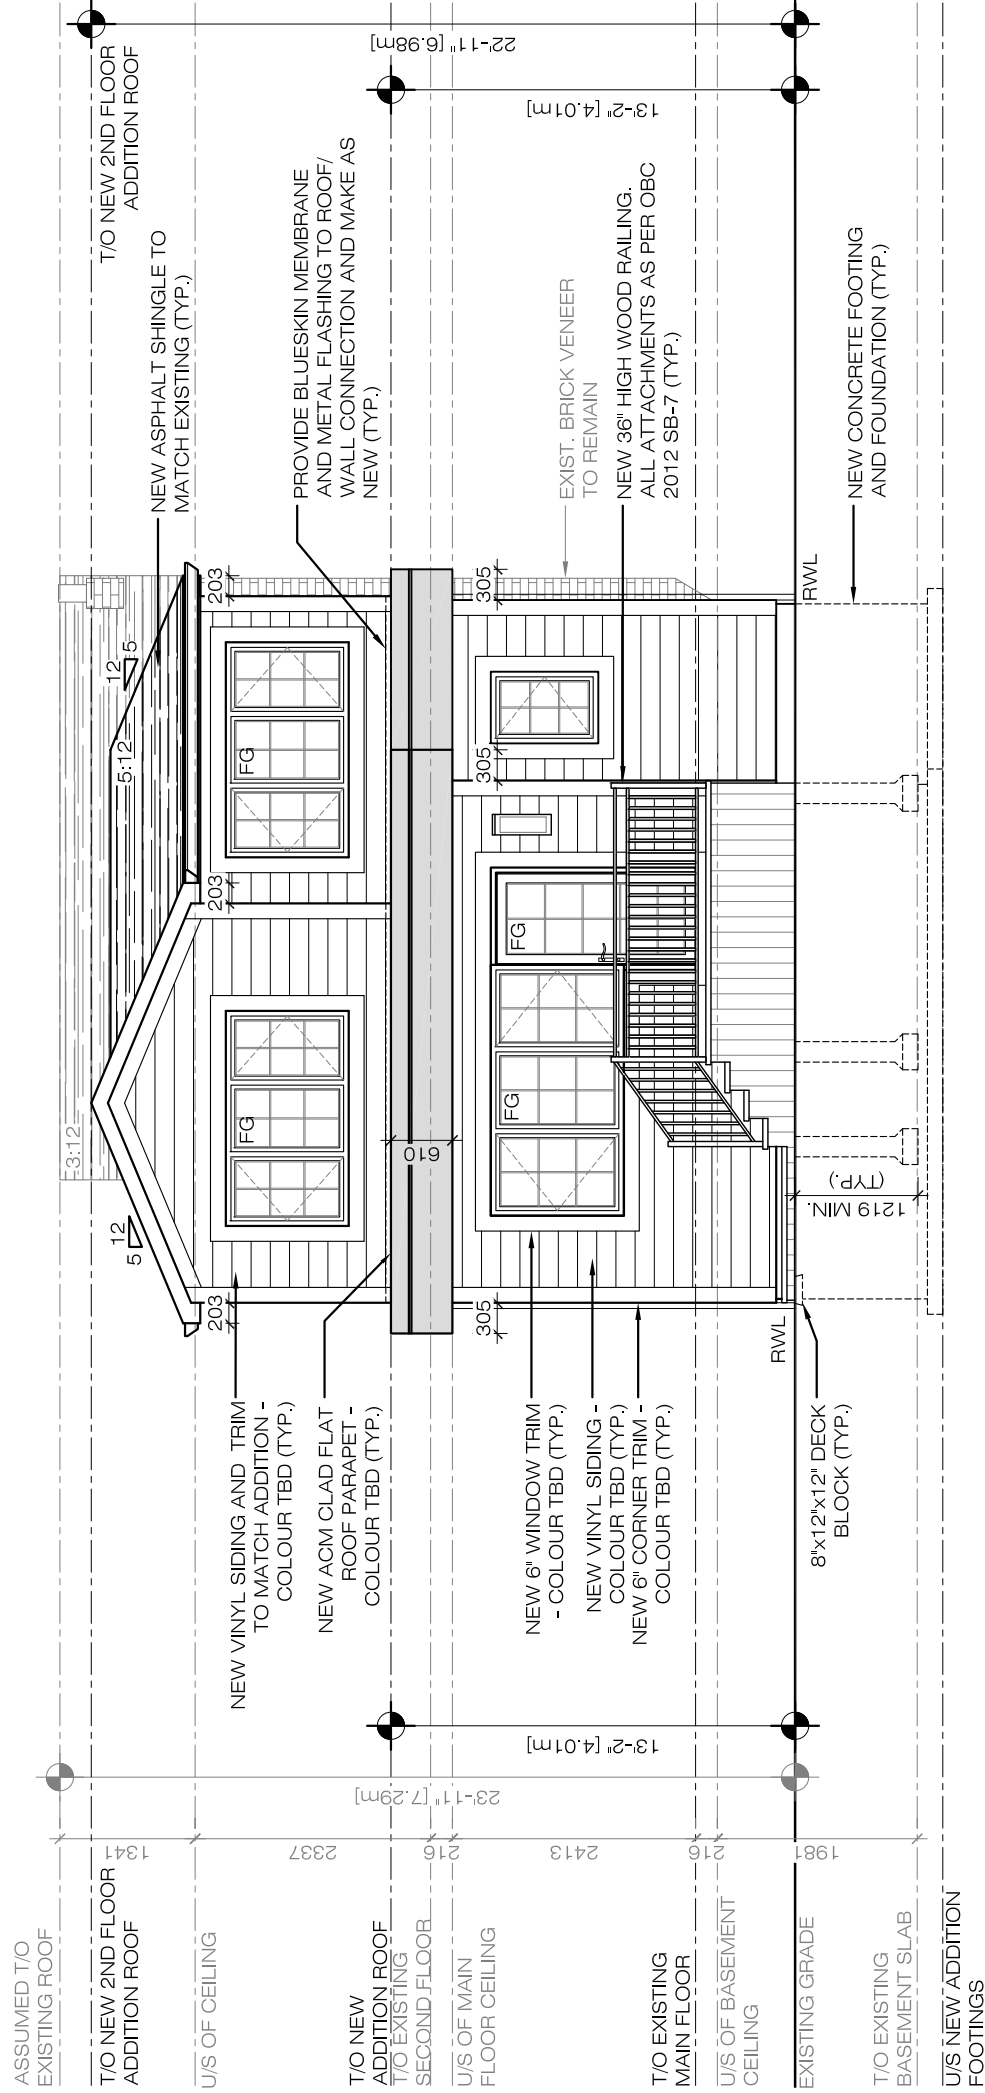 ASSUMED T/O
EXISTING ROOF
T/O NEW 2ND FLOOR
ADDITION ROOF
U/S OF CEILING
T/O NEW
ADDITION ROOF
T/O EXISTING
SECOND FLOOR
U/S OF MAIN
FLOOR CEILING
T/O EXISTING
MAIN FLOOR
U/S OF BASEMENT
CEILING
EXISTING GRADE
T/O EXISTING
BASEMENT SLAB
U/S NEW ADDITION
FOOTINGS
1341
2337
216
2413
216
1981
23'-11" [7.29m]
13'-2" [4.01m]
NEW VINYL SIDING AND TRIM
TO MATCH ADDITION -
COLOUR TBD (TYP.)
NEW ACM CLAD FLAT
ROOF PARAPET -
COLOUR TBD (TYP.)
NEW 6" WINDOW TRIM
- COLOUR TBD (TYP.)
NEW VINYL SIDING -
COLOUR TBD (TYP.)
NEW 6" CORNER TRIM -
COLOUR TBD (TYP.)
8"x12"x12" DECK
BLOCK (TYP.)
RWL
203
305
12
5
3:12
FG
610
FG
FG
1219 MIN.
(TYP.)
203
5:12
12
5
FG
305
203
305
RWL
NEW ASPHALT SHINGLE TO
MATCH EXISTING (TYP.)
PROVIDE BLUESKIN MEMBRANE
AND METAL FLASHING TO ROOF/
WALL CONNECTION AND MAKE AS
NEW (TYP.)
EXIST. BRICK VENEER
TO REMAIN
NEW 36" HIGH WOOD RAILING.
ALL ATTACHMENTS AS PER OBC
2012 SB-7 (TYP.)
NEW CONCRETE FOOTING
AND FOUNDATION (TYP.)
T/O NEW 2ND FLOOR
ADDITION ROOF
13'-2" [4.01m]
22'-11" [6.98m]